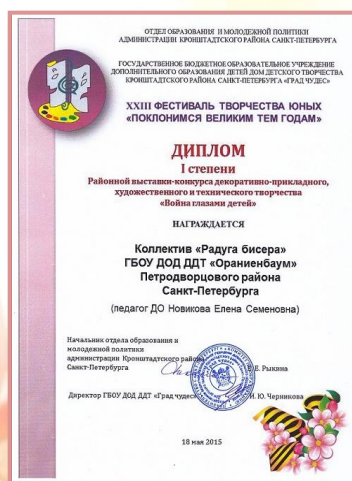 ОТДЕЛ ОБРАЗОВАНИЯ И МОЛОДЕЖНОЙ ПОЛИТИКИ
АДМИНИСТРАЦИИ КРОНШТАДТСКОГО РАЙОНА САНКТ-ПЕТЕРБУРГА
ГОСУДАРСТВЕННОЕ БЮДЖЕТНОЕ ОБРАЗОВАТЕЛЬНОЕ УЧРЕЖДЕНИЕ
ДОПОЛНИТЕЛЬНОГО ОБРАЗОВАНИЯ ДЕТЕЙ ДОМ ДЕТСКОГО ТВОРЧЕСТВА
КРОНШТАДТСКОГО РАЙОНА САНКТ-ПЕТЕРБУРГА «ГРАД ЧУДЕС»
XXIII ФЕСТИВАЛЬ ТВОРЧЕСТВА ЮНЫХ
«ПОКЛОНИМСЯ ВЕЛИКИМ ТЕМ ГОДАМ»
ДИПЛОМ
I степени
Районной выставки-конкурса декоративно-прикладного,
художественного и технического творчества
«Война глазами детей»
НАГРАЖДАЕТСЯ
Коллектив «Радуга бисера»
ГБОУ ДОД ДДТ «Ораниенбаум»
Петродворцового района
Санкт-Петербурга
(педагог ДО Новикова Елена Семеновна)
Начальник отдела образования и
молодежной политики
администрации Кронштадтского района
Санкт-Петербурга Е. Рыкина
Директор ГБОУ ДОД ДДТ «Град чудес» И. Ю. Черникова
18 мая 2015